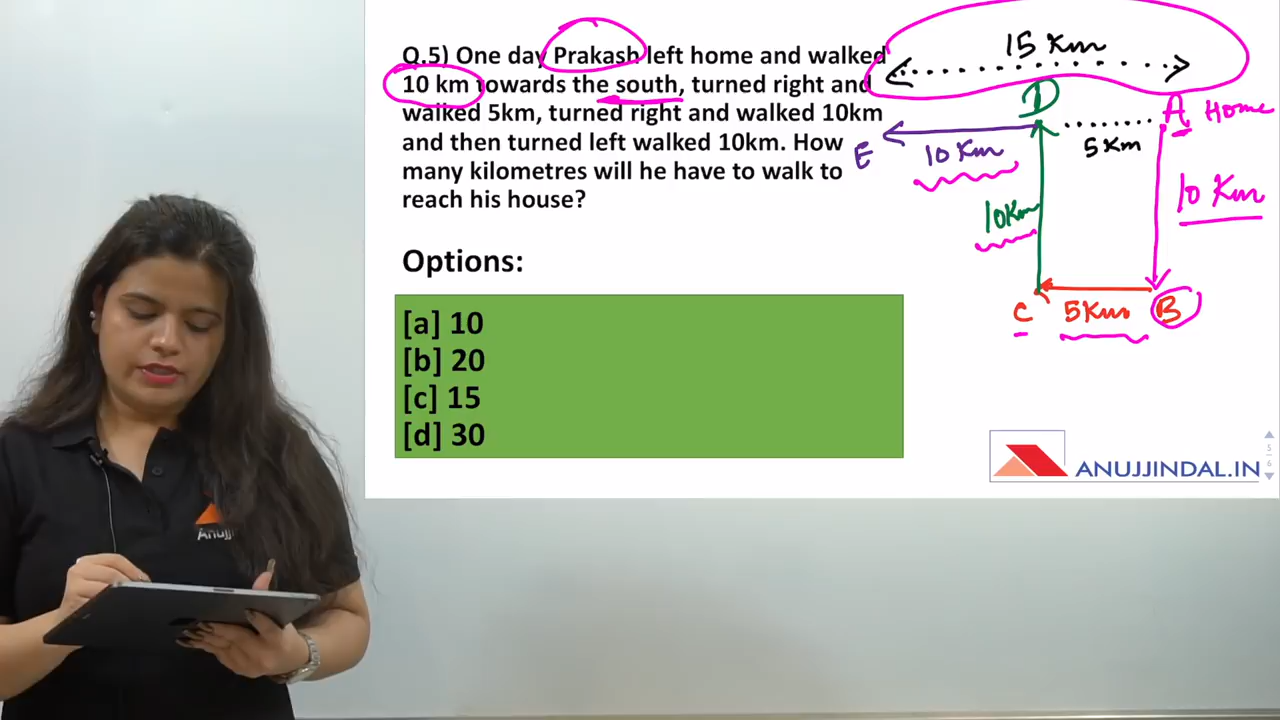 Q.5) One day Prakash left home and walked
10 km towards the south, turned right and
walked 5km, turned right and walked 10km
and then turned left walked 10km. How
many kilometres will he have to walk to
reach his house?
Options:
[a] 10
[b] 20
[c] 15
[d] 30
15 Km
D
A Home
E
10 Km
5 Km
10 Km
10Km
C
5Km
B
ANUJJINDAL.IN
5
6
Anujj